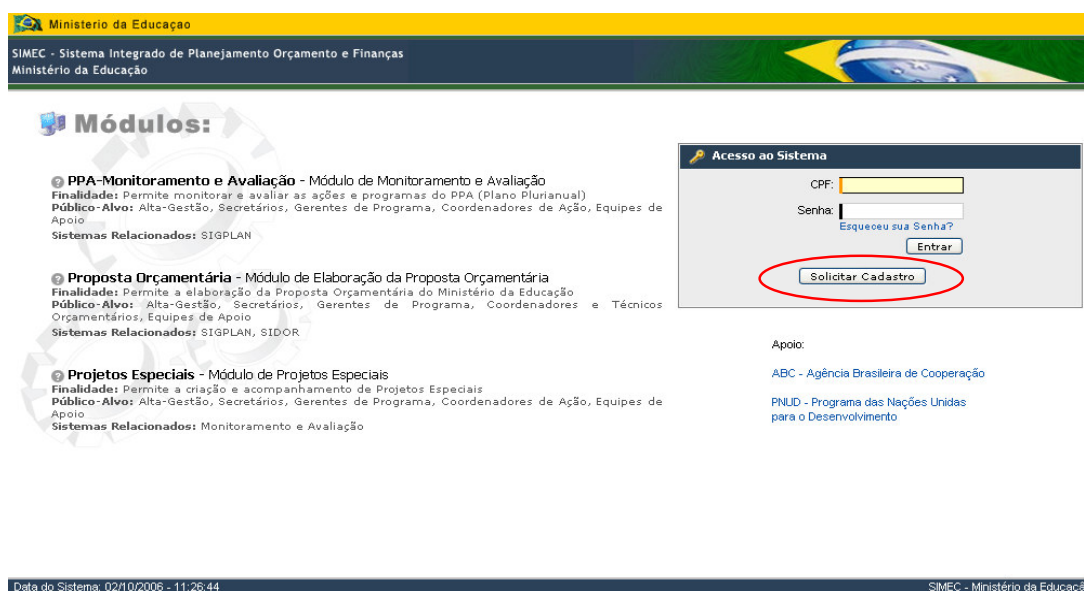 Ministerio da Educaçao
SIMEC - Sistema Integrado de Planejamento Orçamento e Finanças
Ministério da Educação
Módulos:
PPA-Monitoramento e Avaliação - Módulo de Monitoramento e Avaliação
Finalidade: Permite monitorar e avaliar as ações e programas do PPA (Plano Plurianual)
Público-Alvo: Alta-Gestão, Secretários, Gerentes de Programa, Coordenadores de Ação, Equipes de
Apoio
Sistemas Relacionados: SIGPLAN
Proposta Orçamentária - Módulo de Elaboração da Proposta Orçamentária
Finalidade: Permite a elaboração da Proposta Orçamentária do Ministério da Educação
Público-Alvo: Alta-Gestão, Secretários, Gerentes de Programa, Coordenadores e Técnicos
Orçamentários, Equipes de Apoio
Sistemas Relacionados: SIGPLAN, SIDOR
Projetos Especiais - Módulo de Projetos Especiais
Finalidade: Permite a criação e acompanhamento de Projetos Especiais
Público-Alvo: Alta-Gestão, Secretários, Gerentes de Programa, Coordenadores de Ação, Equipes de
Apoio
Sistemas Relacionados: Monitoramento e Avaliação
Acesso ao Sistema
CPF:
Senha:
Esqueceu sua Senha?
Entrar
Solicitar Cadastro
Apoio:
ABC - Agência Brasileira de Cooperação
PNUD - Programa das Nações Unidas
para o Desenvolvimento
Data do Sistema: 02/10/2006 - 11:26:44
SIMEC - Ministério da